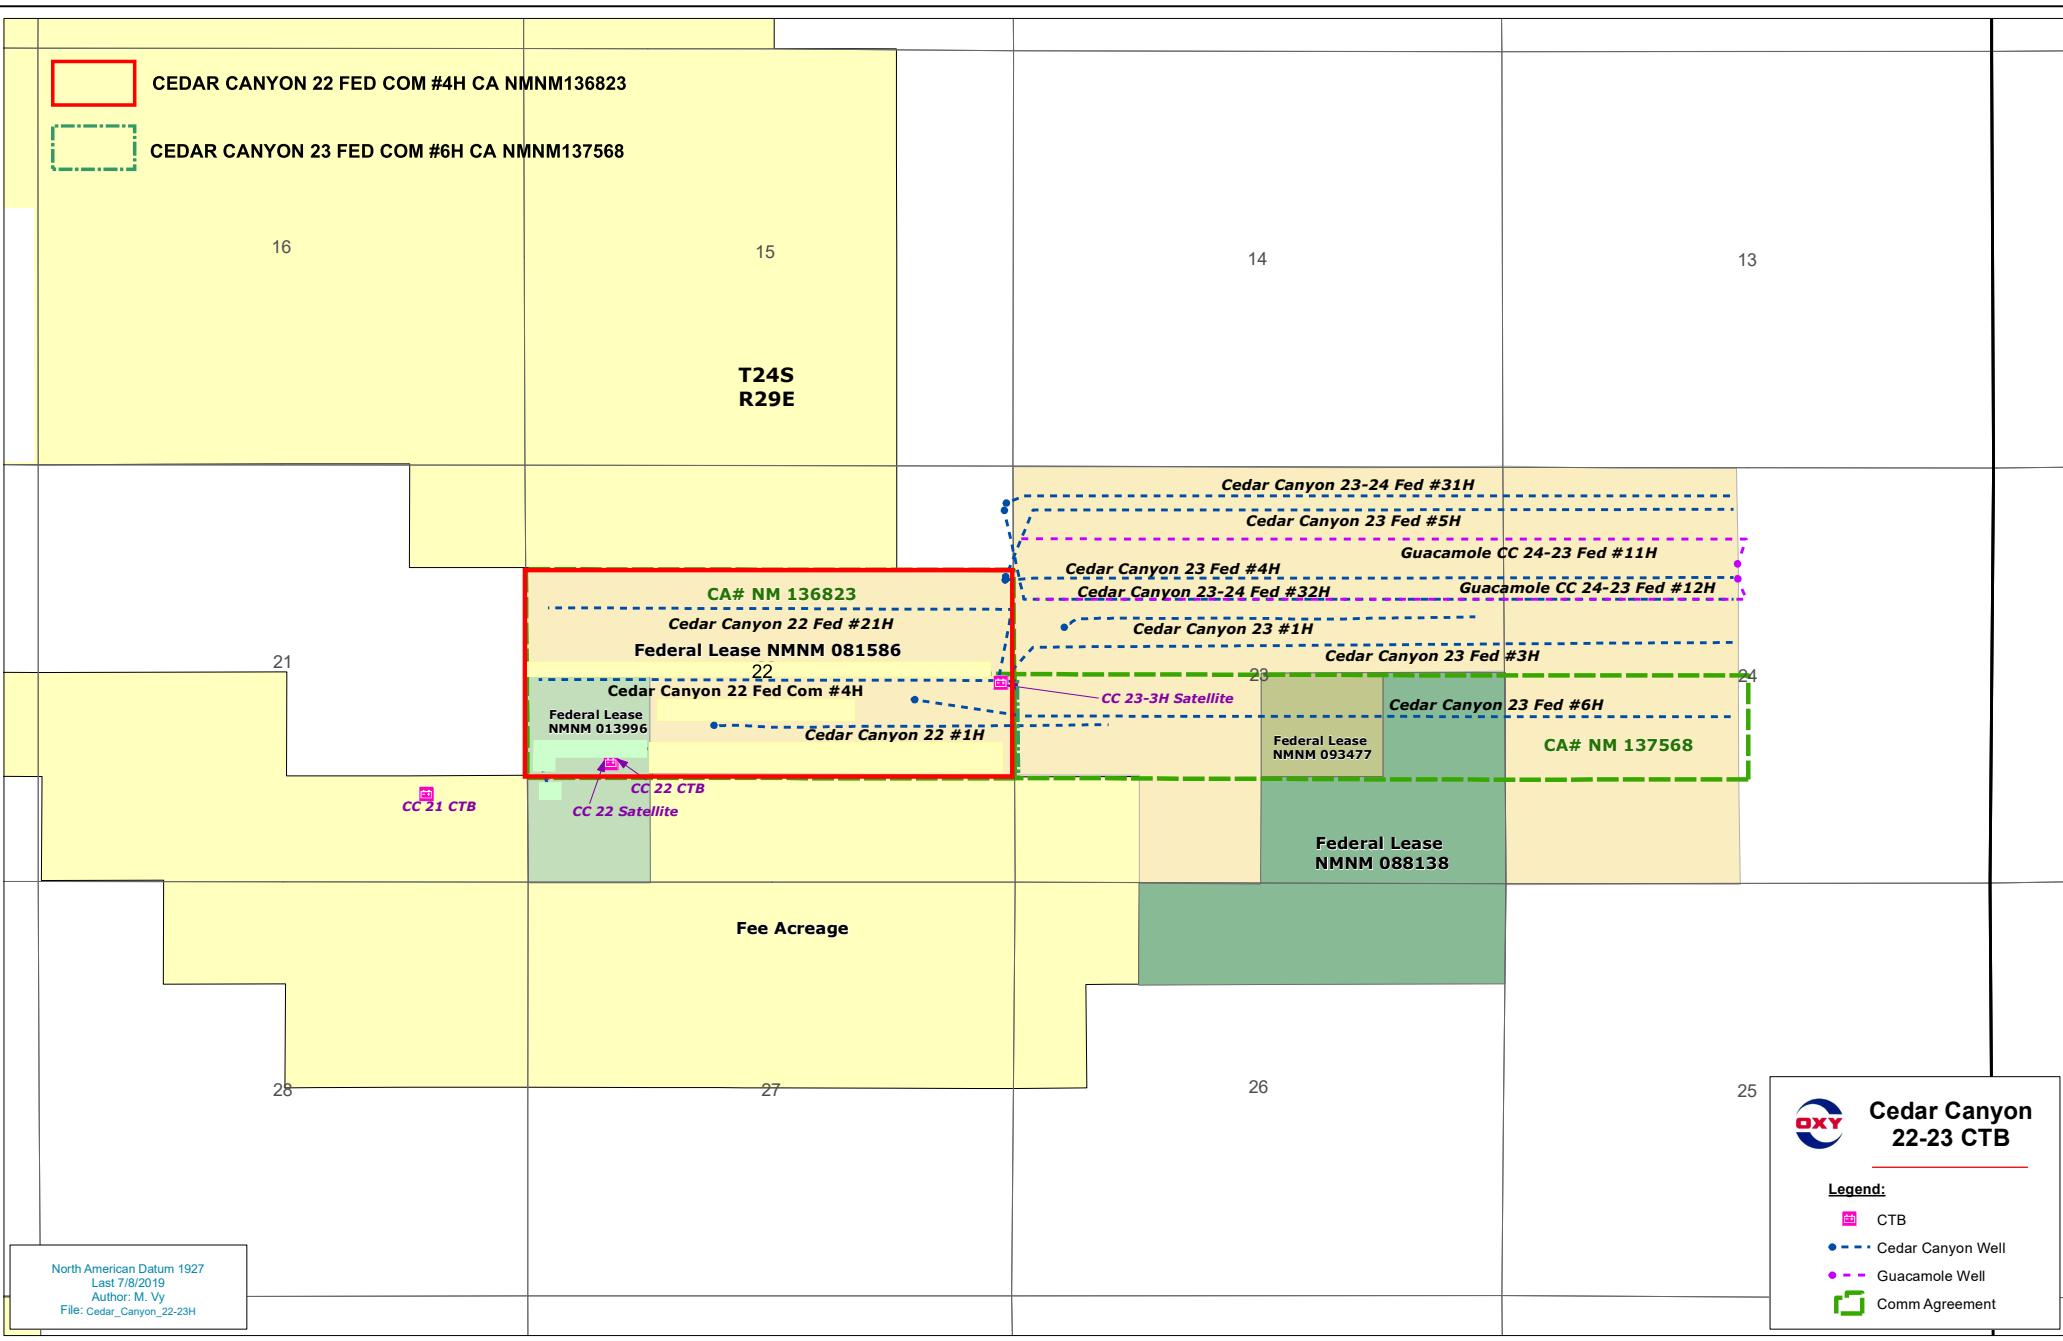 CEDAR CANYON 22 FED COM #4H CA NMNM136823
CEDAR CANYON 23 FED COM #6H CA NMNM137568
16
15
14
13
T24S
R29E
Cedar Canyon 23-24 Fed #31H
Cedar Canyon 23 Fed #5H
Guacamole CC 24-23 Fed #11H
Cedar Canyon 23 Fed #4H
Cedar Canyon 23-24 Fed #32H
Guacamole CC 24-23 Fed #12H
CA# NM 136823
Cedar Canyon 22 Fed #21H
Cedar Canyon 23 #1H
Federal Lease NMNM 081586
Cedar Canyon 23 Fed #3H
21
22
23
24
Cedar Canyon 22 Fed Com #4H
CC 23-3H Satellite
Cedar Canyon 23 Fed #6H
Federal Lease
NMNM 013996
Cedar Canyon 22 #1H
Federal Lease
NMNM 093477
CA# NM 137568
CC 22 CTB
CC 21 CTB
CC 22 Satellite
Federal Lease
NMNM 088138
Fee Acreage
28
27
26
25
OXY
Cedar Canyon
22-23 CTB
Legend:
CTB
Cedar Canyon Well
Guacamole Well
Comm Agreement
North American Datum 1927
Last 7/8/2019
Author: M. Vy
File: Cedar_Canyon_22-23H